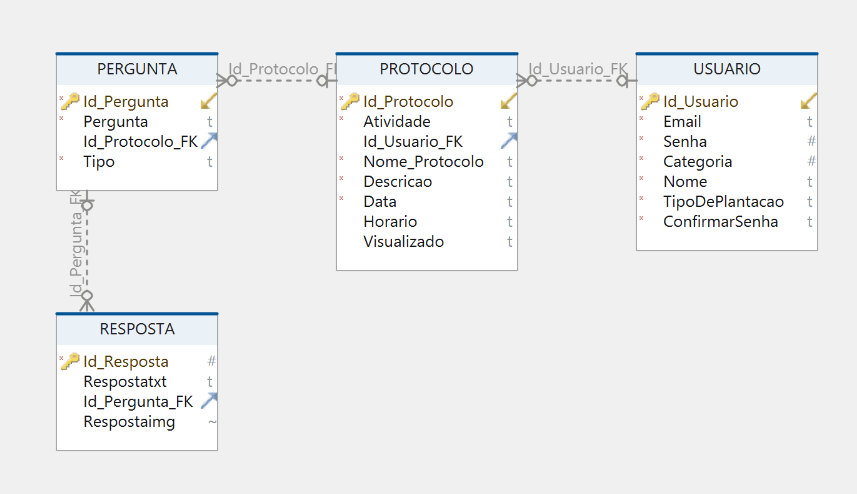 PERGUNTA
Id_Pergunta
Pergunta t
Id_Protocolo_FK
Tipo t
Id_Protocolo_FK
PROTOCOLO
Id_Protocolo
Atividade t
Id_Usuario_FK
Nome_Protocolo t
Descricao t
Data t
Horario t
Visualizado t
Id_Usuario_FK
USUARIO
Id_Usuario
Email t
Senha #
Categoria #
Nome t
TipoDePlantacao t
ConfirmarSenha t
Id_Pergunta_FK
RESPOSTA
Id_Resposta #
Respostatxt t
Id_Pergunta_FK
Respostaimg ~